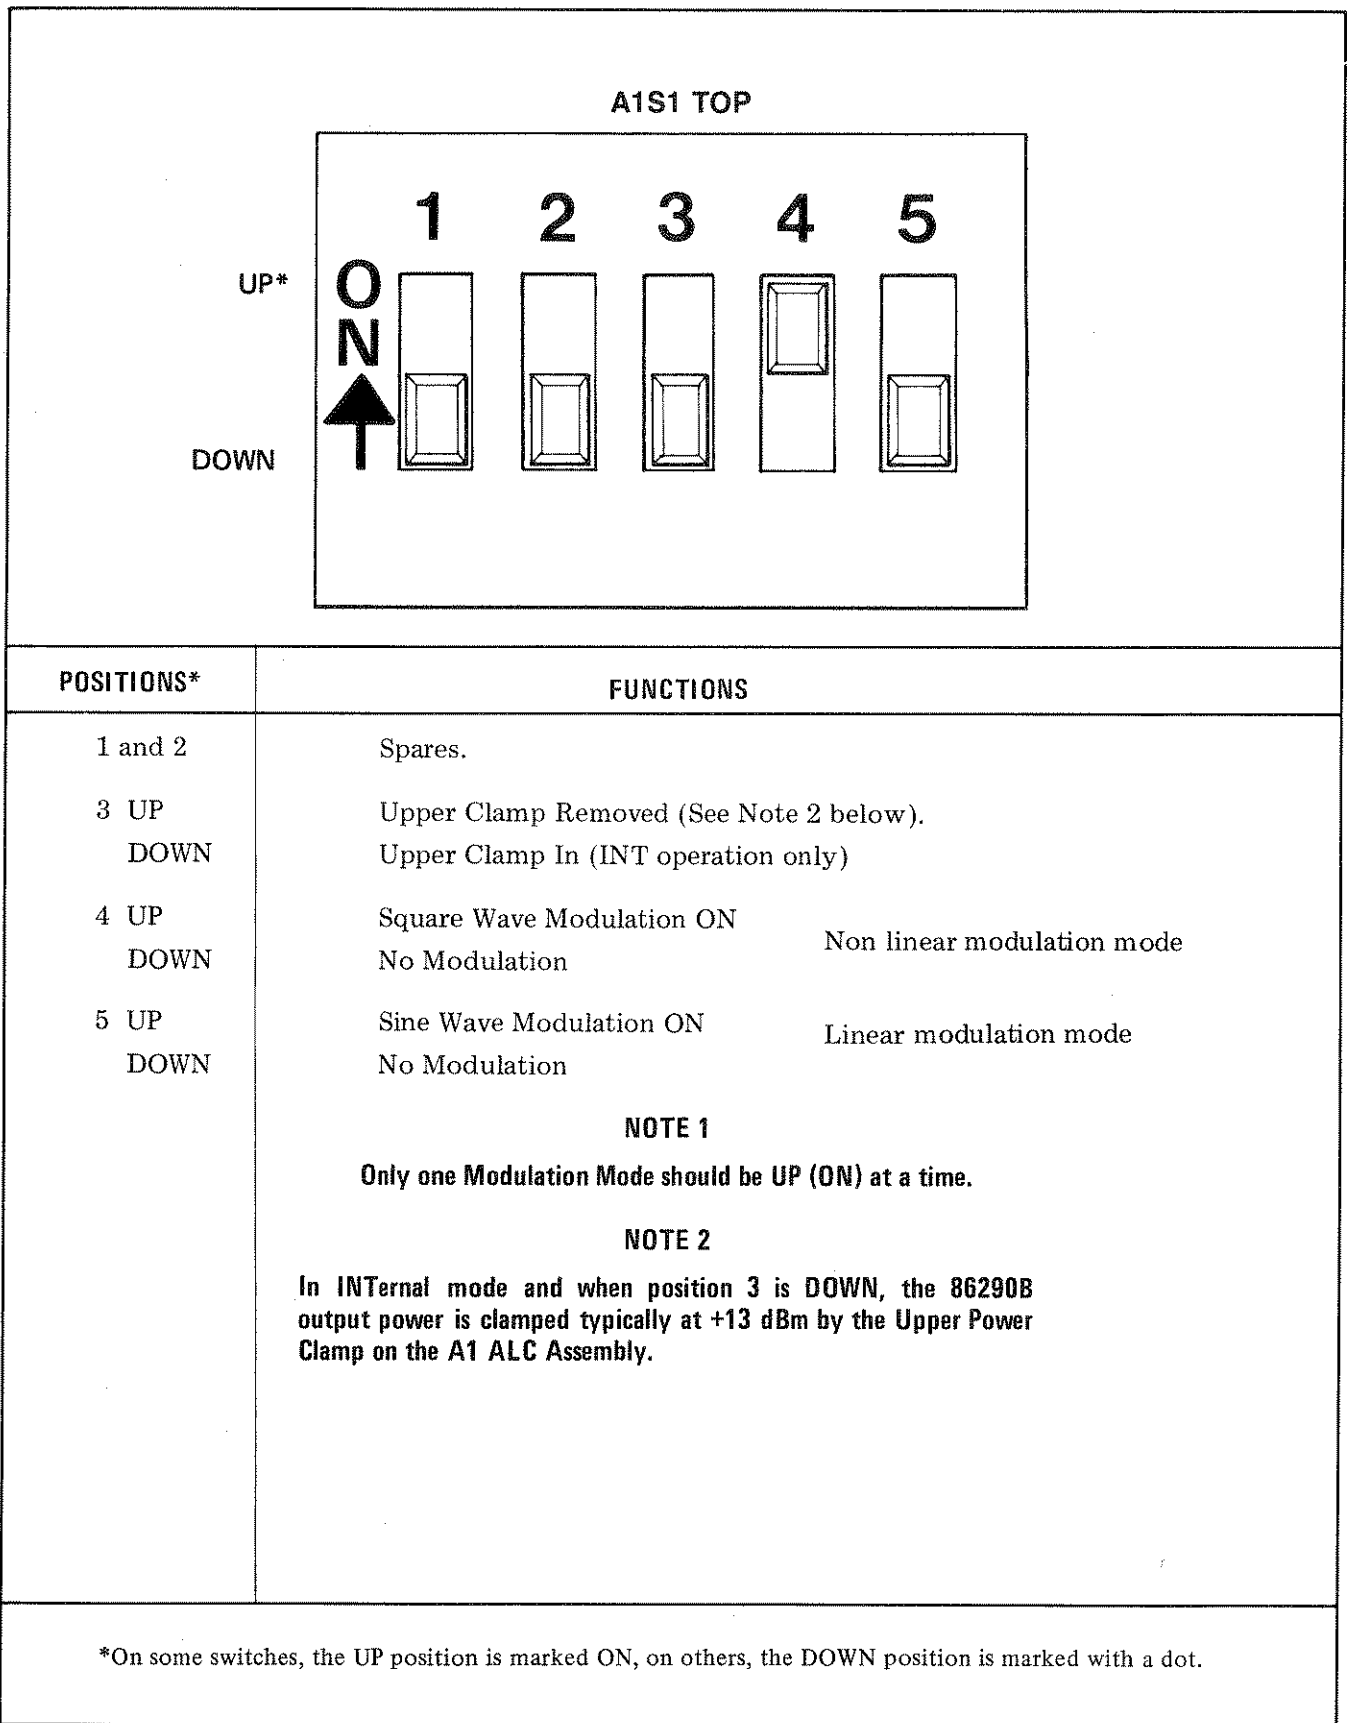 A1S1 TOP
1 2 3 4 5
UP*
ON
DOWN
POSITIONS* FUNCTIONS
1 and 2 Spares.
3 UP Upper Clamp Removed (See Note 2 below).
DOWN Upper Clamp In (INT operation only)
4 UP Square Wave Modulation ON
Non linear modulation mode
DOWN No Modulation
5 UP Sine Wave Modulation ON
Linear modulation mode
DOWN No Modulation
NOTE 1
Only one Modulation Mode should be UP (ON) at a time.
NOTE 2
In INTernal mode and when position 3 is DOWN, the 86290B
output power is clamped typically at +13 dBm by the Upper Power
Clamp on the A1 ALC Assembly.
*On some switches, the UP position is marked ON, on others, the DOWN position is marked with a dot.